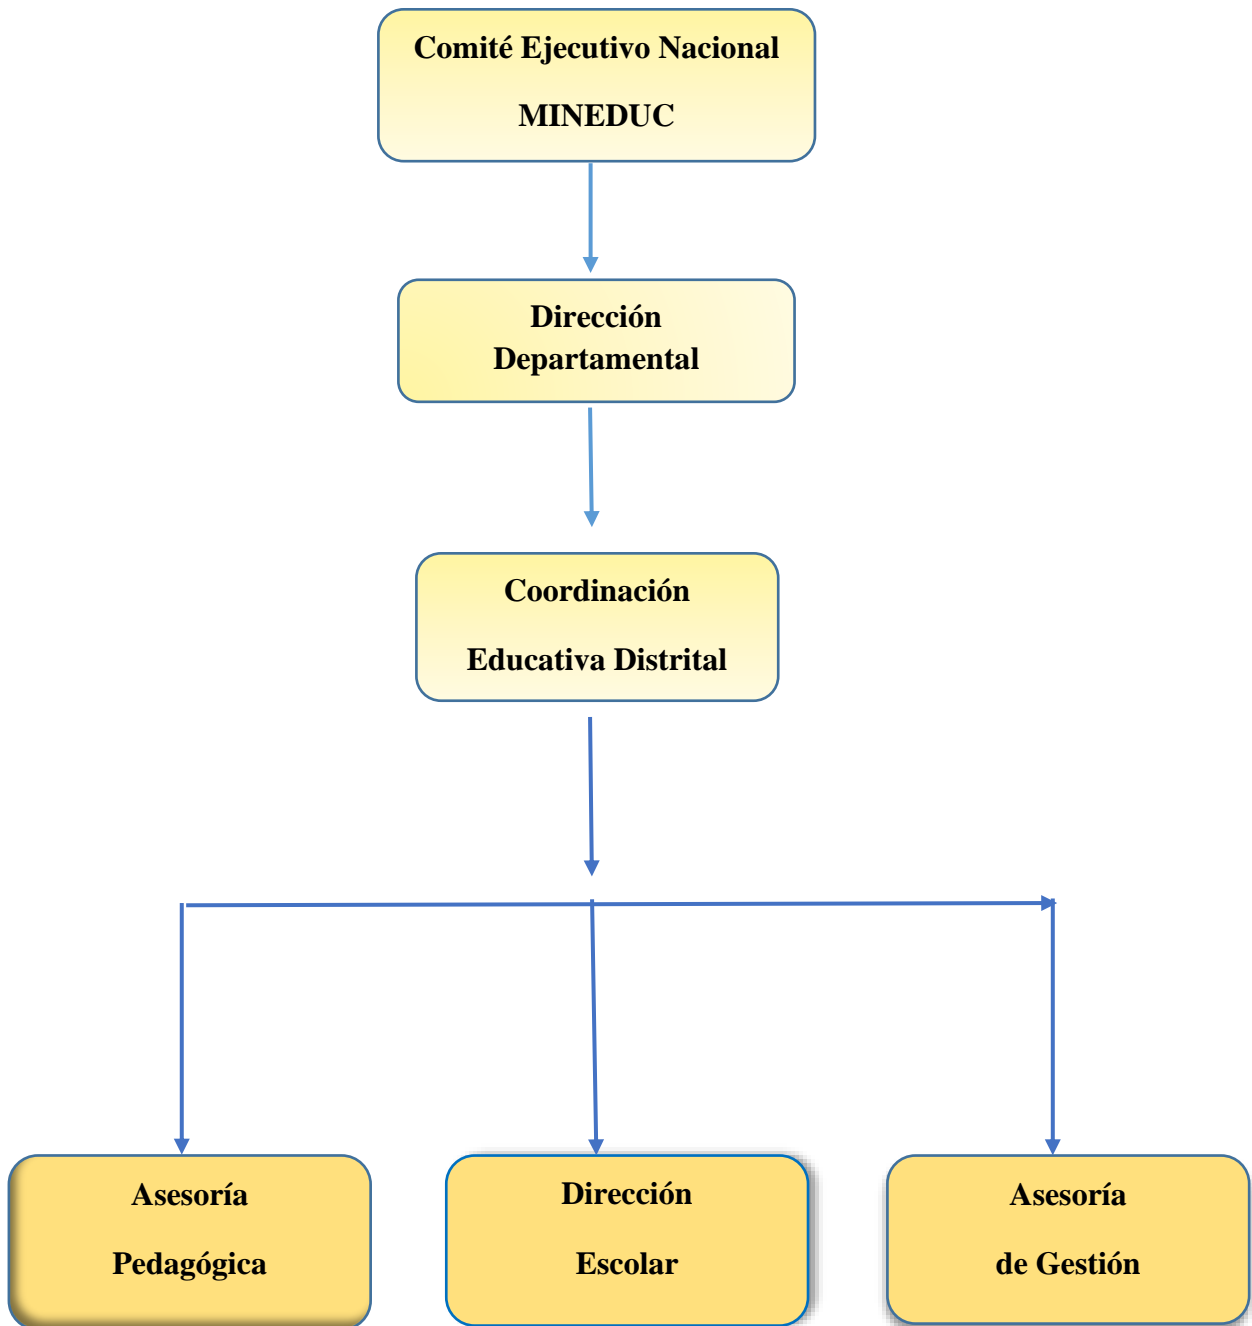 Comité Ejecutivo Nacional
MINEDUC
Dirección
Departamental
Coordinación
Educativa Distrital
Asesoría
Pedagógica
Dirección
Escolar
Asesoría
de Gestión